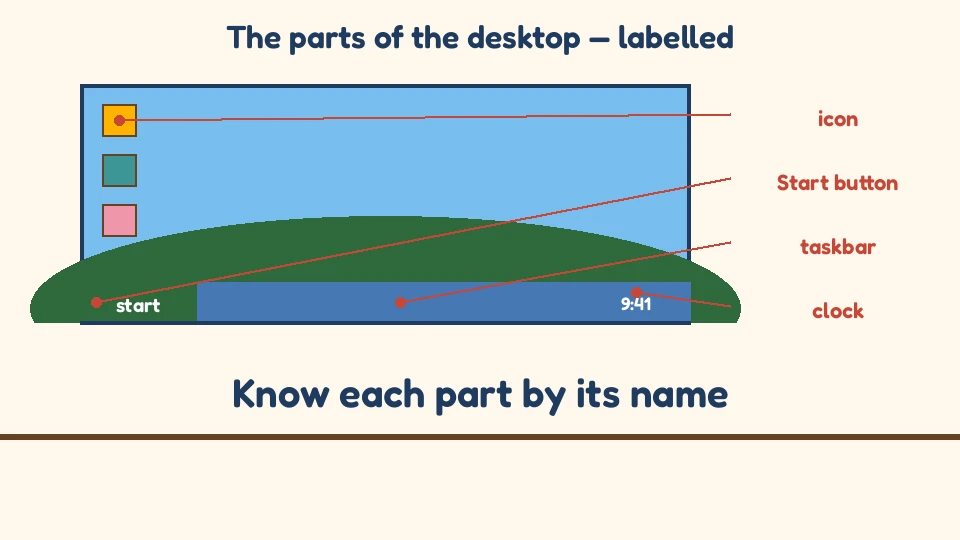 The parts of the desktop — labelled
icon
Start button
taskbar
start
9:41
clock
Know each part by its name